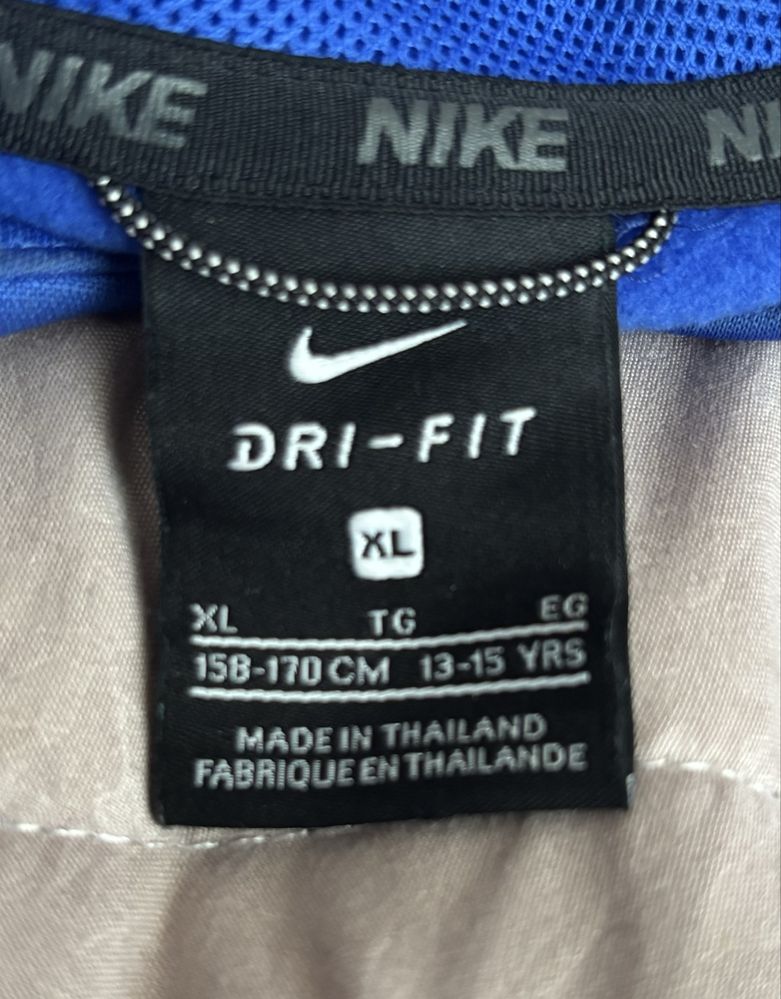 NIKE NIKE NI
DRI-FIT
XL
XL TG EG
158-170 CM 13-15 YRS
MADE IN THAILAND
FABRIQUE EN THAILANDE